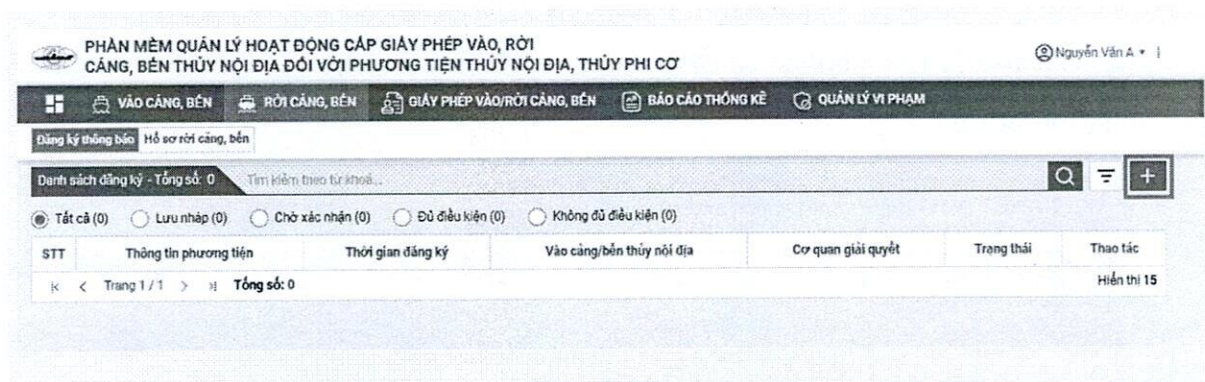 PHẦN MỀM QUẢN LÝ HOẠT ĐỘNG CẤP GIẤY PHÉP VÀO, RỜI
CẢNG, BẾN THỦY NỘI ĐỊA ĐỐI VỚI PHƯƠNG TIỆN THỦY NỘI ĐỊA, THỦY PHI CƠ
Nguyễn Văn A
VÀO CẢNG, BẾN RỜI CẢNG, BẾN GIẤY PHÉP VÀO/RỜI CẢNG, BẾN BÁO CÁO THỐNG KÊ QUẢN LÝ VI PHẠM
Đăng ký thông báo Hồ sơ rời cảng, bến
Danh sách đăng ký - Tổng số: 0 Tìm kiếm theo từ khoá...
Tất cả (0) Lưu nháp (0) Chờ xác nhận (0) Đủ điều kiện (0) Không đủ điều kiện (0)
STT Thông tin phương tiện Thời gian đăng ký Vào cảng/bến thủy nội địa Cơ quan giải quyết Trạng thái Thao tác
Trang 1 / 1 Tổng số: 0 Hiển thị 15